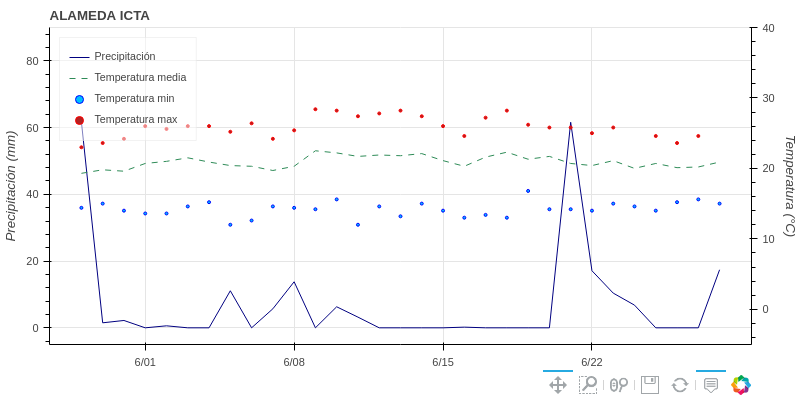 ALAMEDA ICTA
Precipitación
Temperatura media
Temperatura min
Temperatura max
80
60
40
20
0
Precipitación (mm)
40
30
20
10
0
Temperatura (°C)
6/01
6/08
6/15
6/22